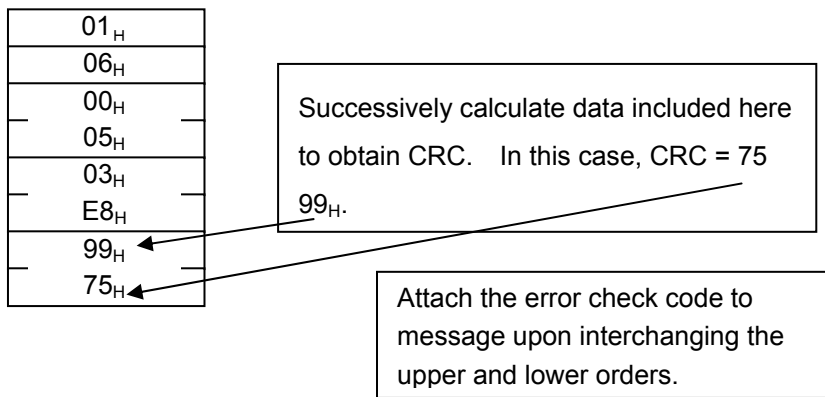 01H
06H
00H
05H
03H
E8H
99H
75H
Successively calculate data included here
to obtain CRC. In this case, CRC = 75
99H.
Attach the error check code to
message upon interchanging the
upper and lower orders.